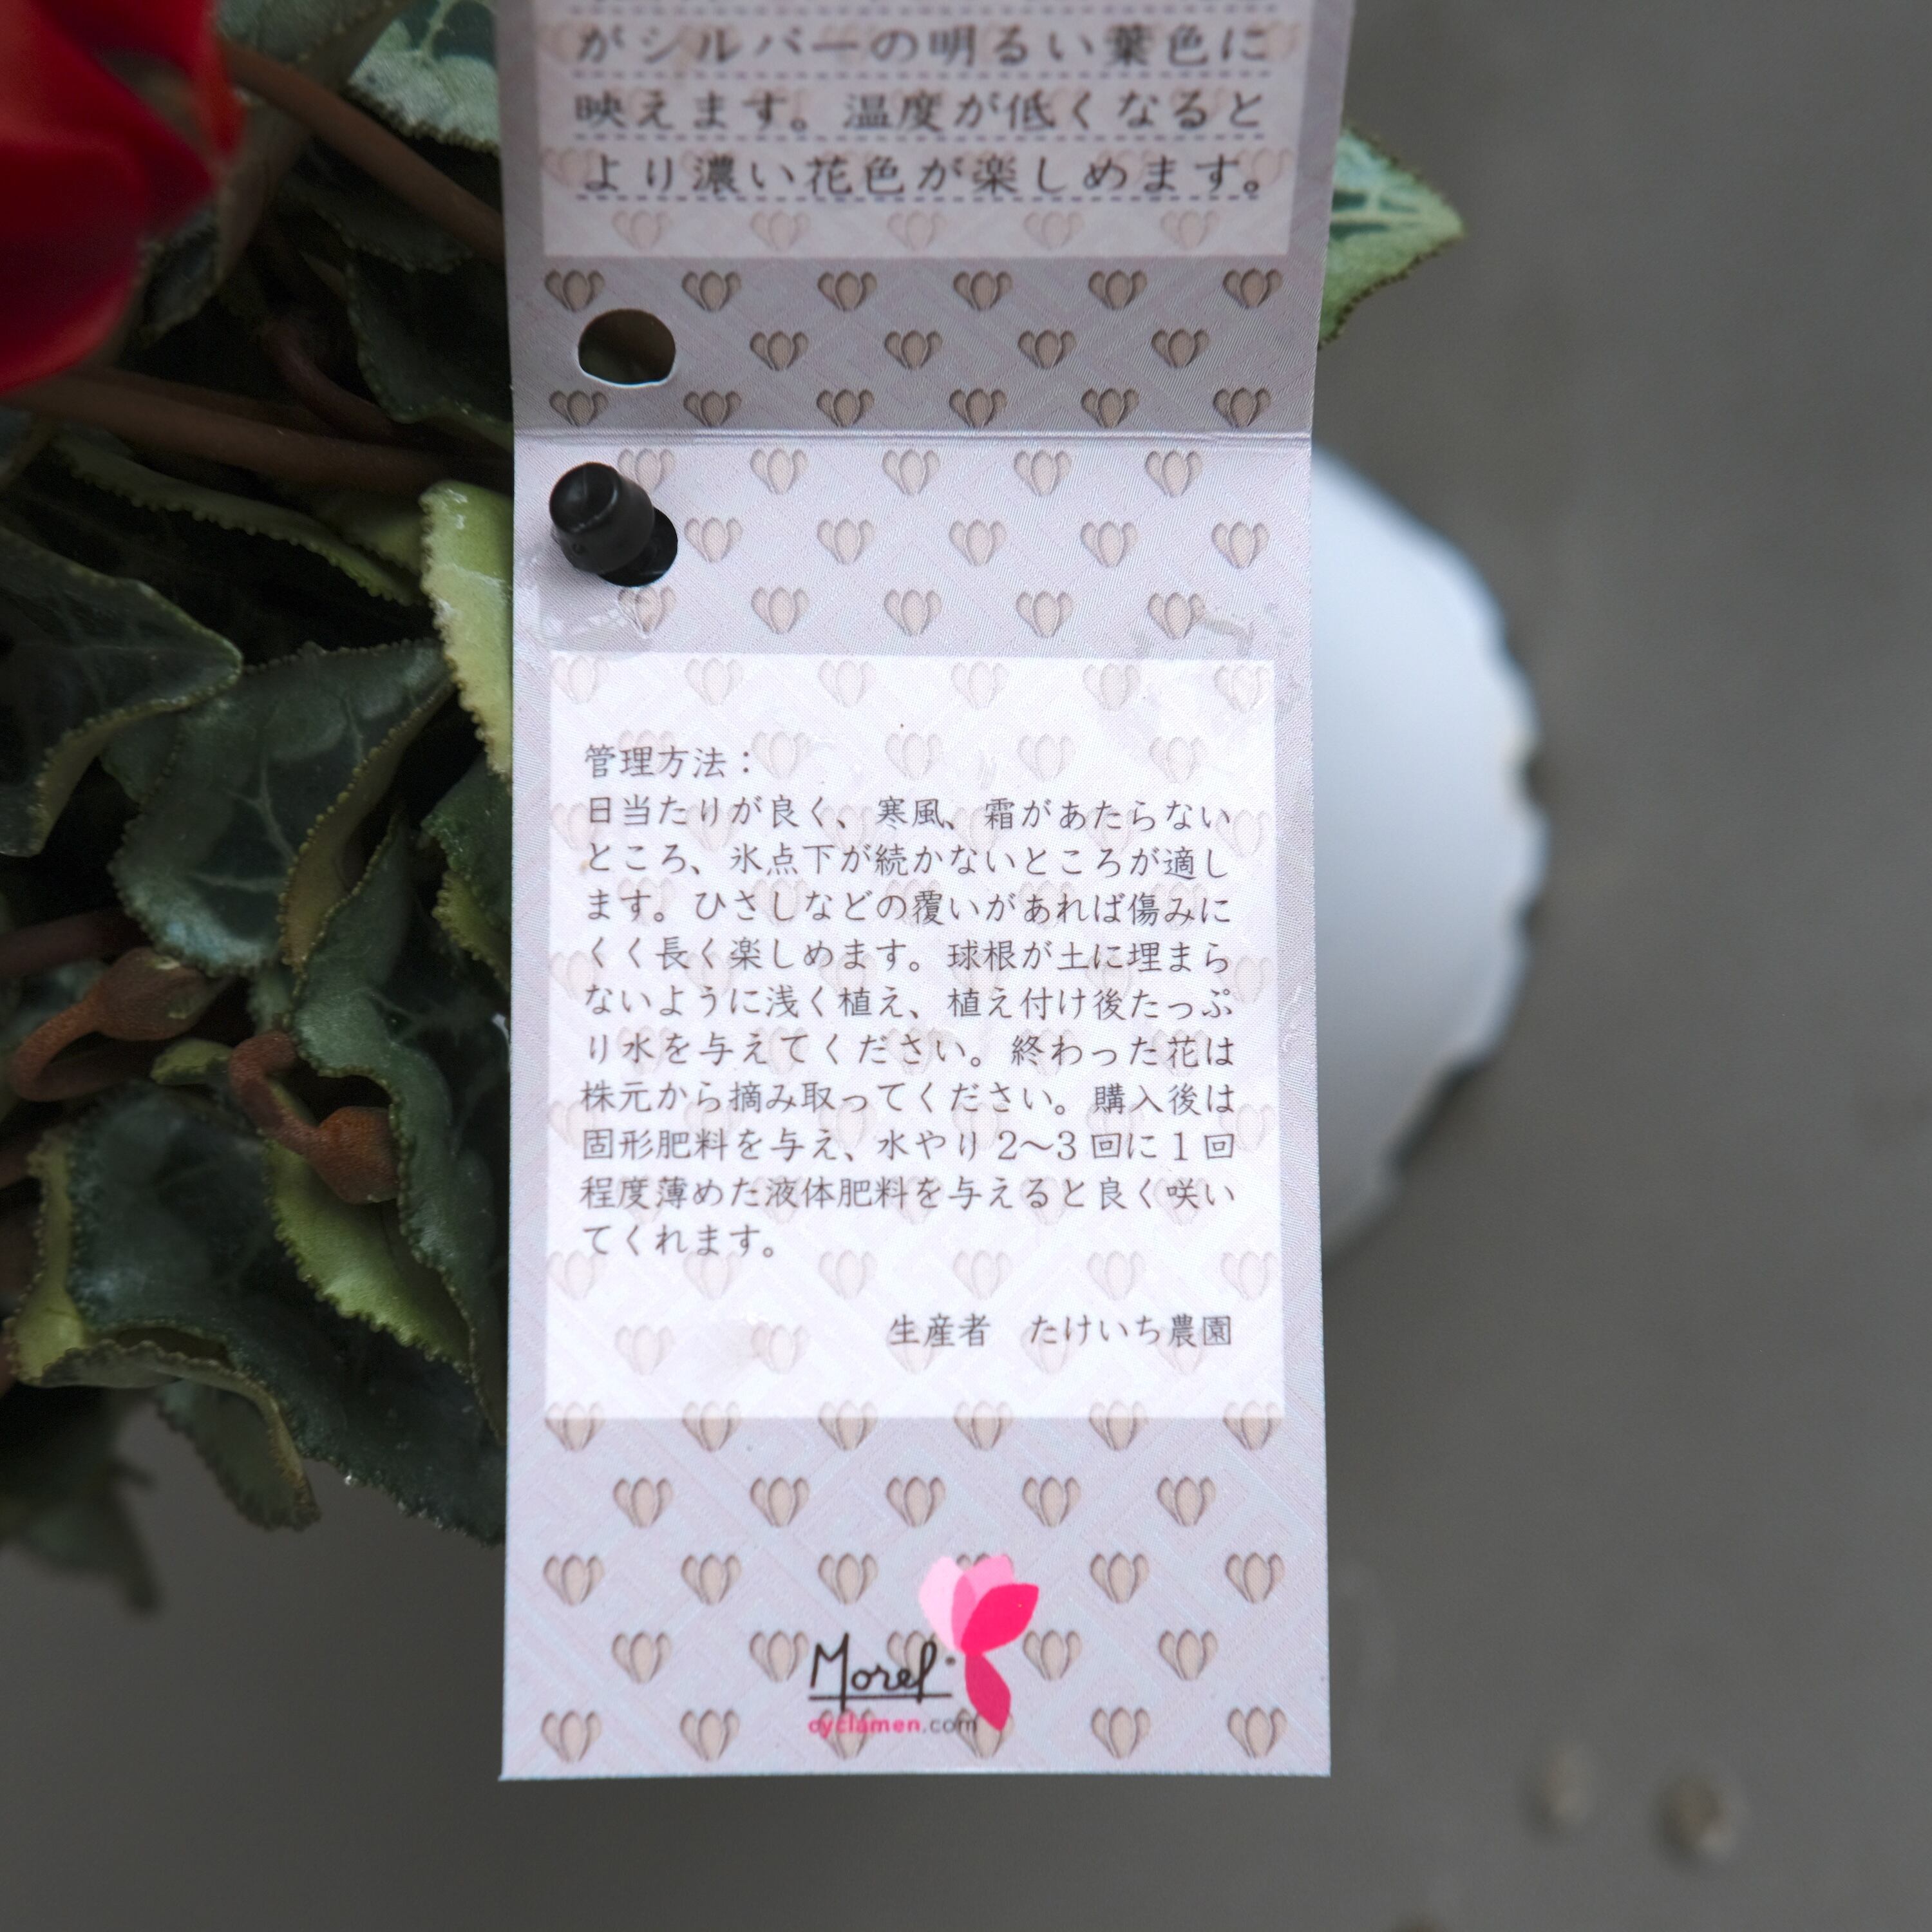 がシルバーの明るい葉色に
映えます。温度が低くなると
より濃い花色が楽しめます。
管理方法：
日当たりが良く、寒風、霜があたらない
ところ、氷点下が続かないところが適し
ます。ひさしなどの覆いがあれば傷みに
くく長く楽しめます。球根が土に埋まら
ないように浅く植え、植え付け後たっぷ
り水を与えてください。終わった花は
株元から摘み取ってください。購入後は
固形肥料を与え、水やり2〜3回に1回
程度薄めた液体肥料を与えると良く咲い
てくれます。
生産者　たけいち農園
Morel
cyclamen.com